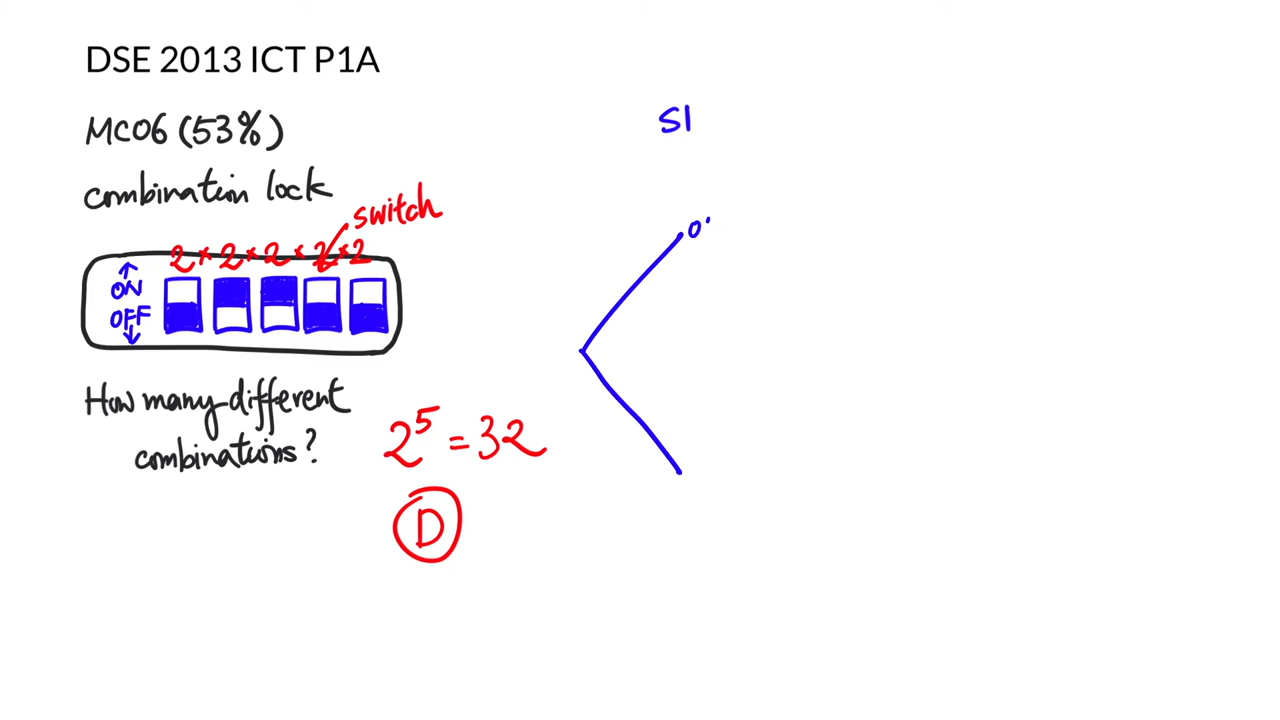 DSE 2013 ICT P1A
MC06 (53%)
combination lock
switch
2 × 2 × 2 × 2 × 2
↑
ON
OFF
↓
How many different
combinations?
2⁵ = 32
D
S1